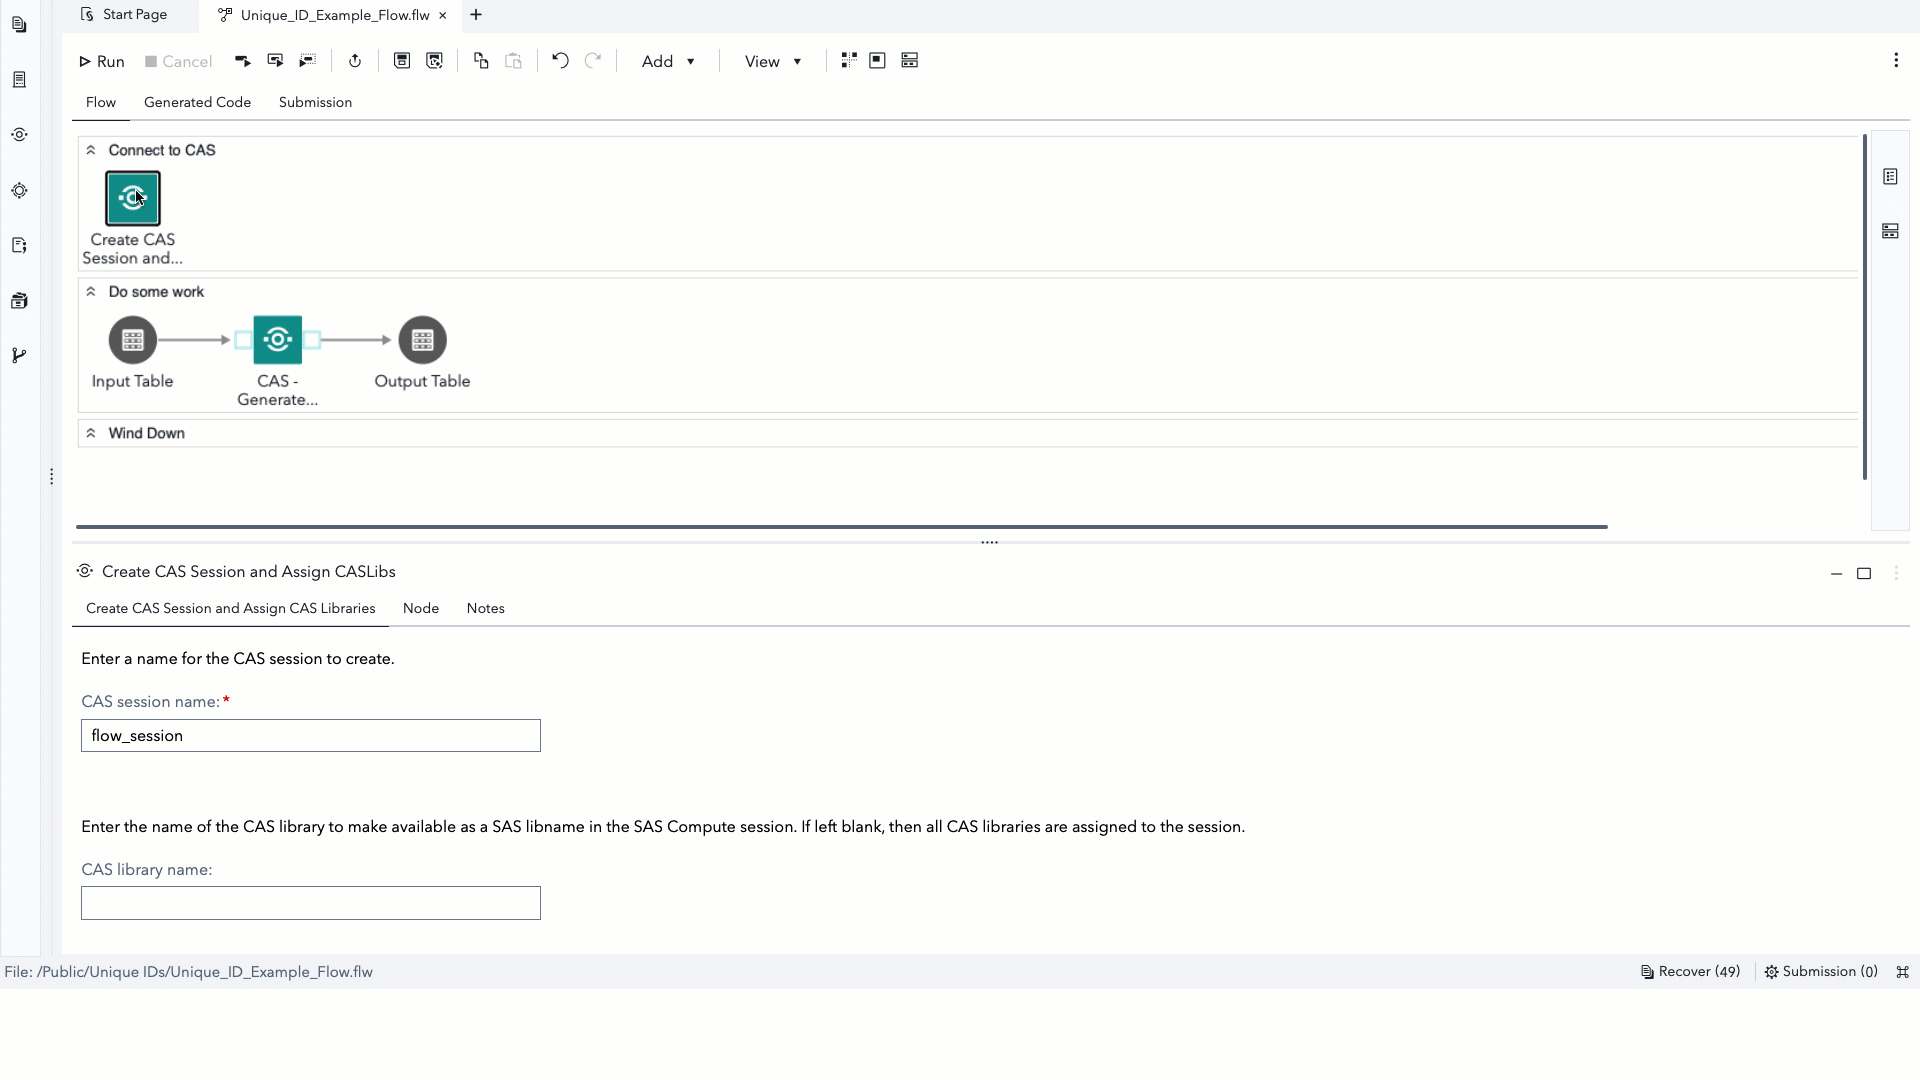 Start Page
Unique_ID_Example_Flow.flw
Run
Cancel
Add
View
Flow
Generated Code
Submission
Connect to CAS
Create CAS
Session and...
Do some work
Input Table
CAS -
Generate...
Output Table
Wind Down
Create CAS Session and Assign CASLibs
Create CAS Session and Assign CAS Libraries
Node
Notes
Enter a name for the CAS session to create.
CAS session name:*
flow_session
Enter the name of the CAS library to make available as a SAS libname in the SAS Compute session. If left blank, then all CAS libraries are assigned to the session.
CAS library name:
File: /Public/Unique IDs/Unique_ID_Example_Flow.flw
Recover (49)
Submission (0)